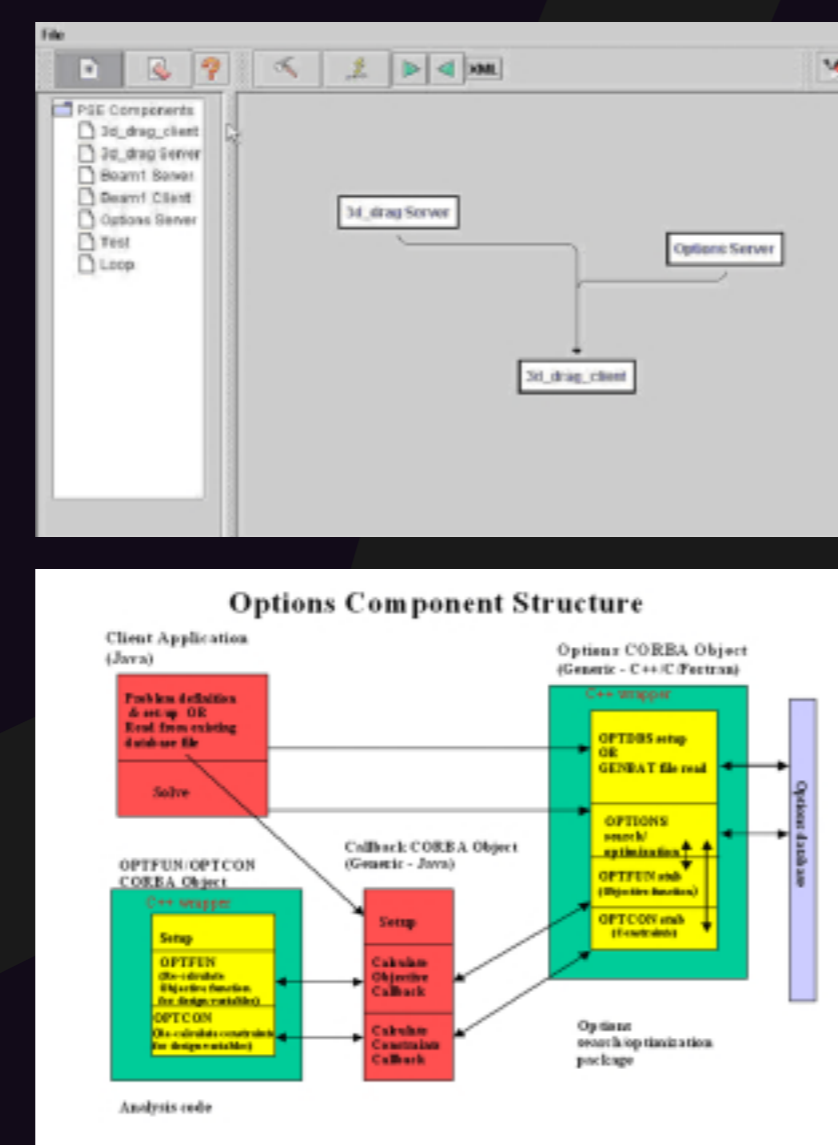 File
XML
PSE Components
3d_drag_client
3d_drag Server
Beam1 Server
Beam1 Client
Options Server
Test
Loop
3d_drag Server
Options Server
3d_drag_client
Options Component Structure
Client Application
(Java)
Problem definition
& setup OR
Read from existing
database file
Solve
Options CORBA Object
(Generic - C++/C/Fortran)
C++ wrapper
OPTDBS setup
OR
GENBAT file read
OPTIONS
search/
optimization
OPTFUN stub
(Objective function)
OPTCON stub
(Constraints)
Options database
Callback CORBA Object
(Generic - Java)
Setup
Calculate
Objective
Callback
Calculate
Constraints
Callback
OPTFUN/OPTCON
CORBA Object
C++ wrapper
Setup
OPTFUN
(Re-calculate
Objective function
for design variables)
OPTCON
(Re-calculate constraints
for design variables)
Analysis code
Options
search/optimization
package